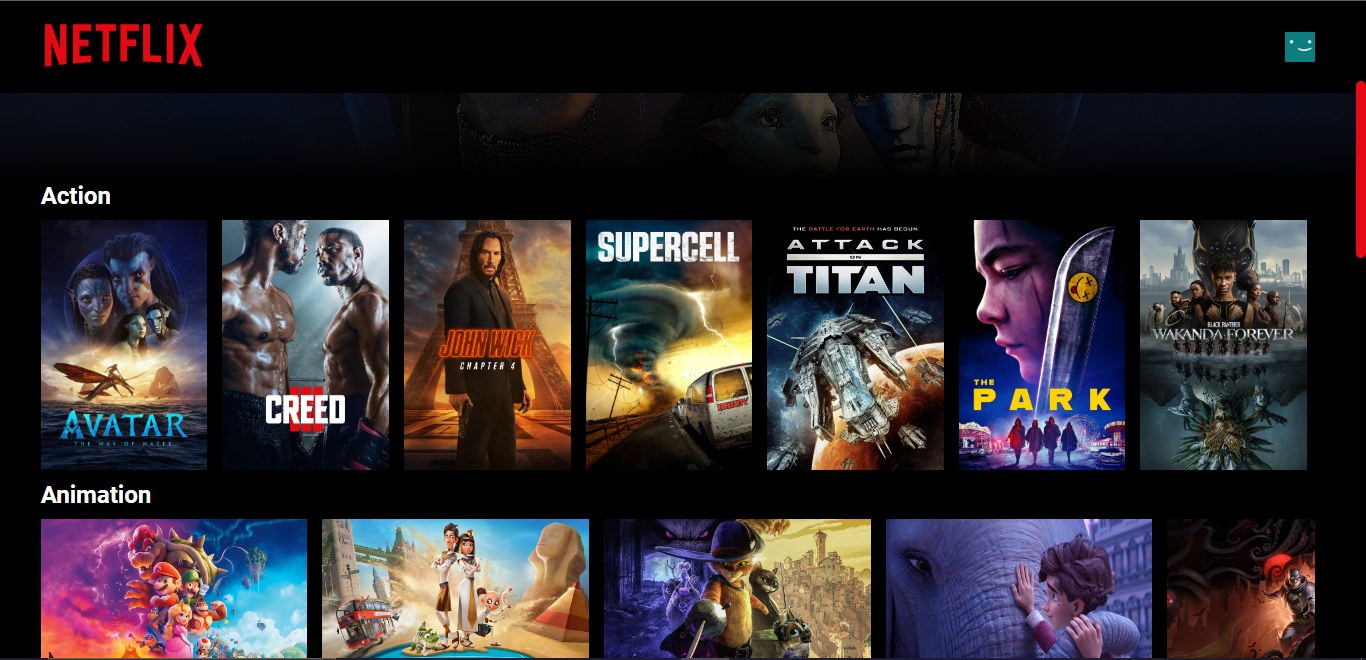 NETFLIX
Action
AVATAR
THE WAY OF WATER
CREED
III
JOHN WICK
CHAPTER 4
SUPERCELL
THE BATTLE FOR EARTH HAS BEGUN
ATTACK
ON
TITAN
THE
PARK
BLACK PANTHER
WAKANDA FOREVER
Animation